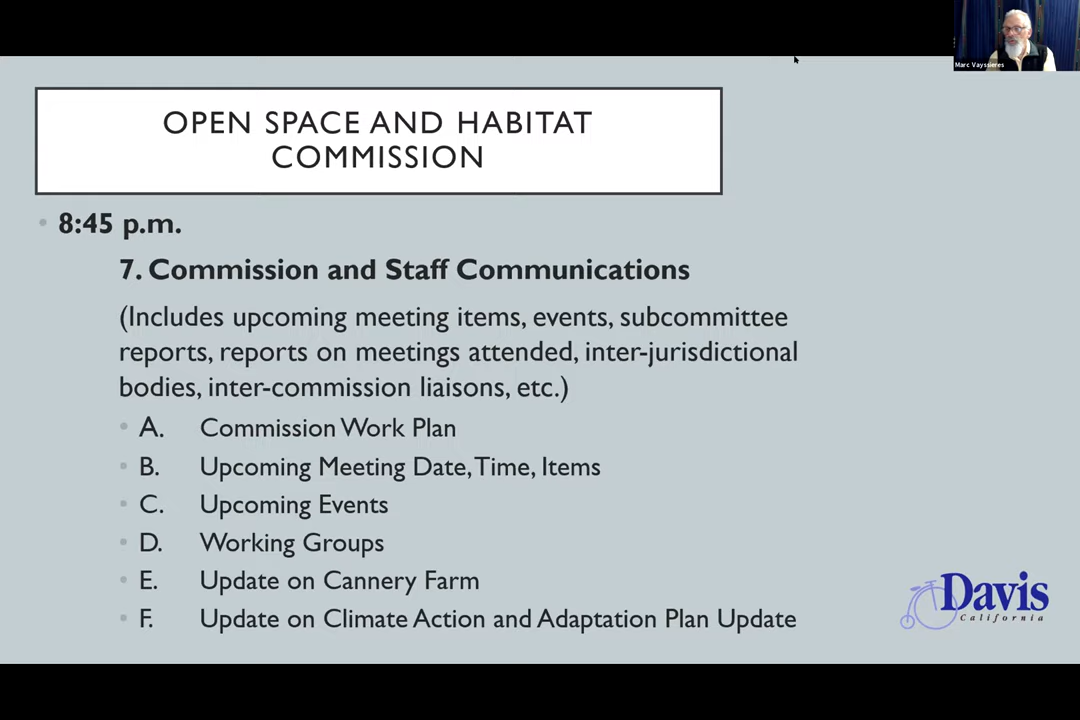 Marc Vayssieres
OPEN SPACE AND HABITAT
COMMISSION
• 8:45 p.m.
7. Commission and Staff Communications
(Includes upcoming meeting items, events, subcommittee
reports, reports on meetings attended, inter-jurisdictional
bodies, inter-commission liaisons, etc.)
• A. Commission Work Plan
• B. Upcoming Meeting Date, Time, Items
• C. Upcoming Events
• D. Working Groups
• E. Update on Cannery Farm
• F. Update on Climate Action and Adaptation Plan Update
Davis
California